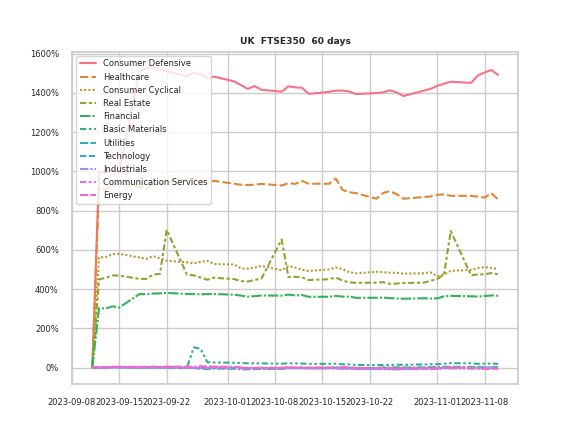 UK FTSE350 60 days
1600%
1400%
1200%
1000%
800%
600%
400%
200%
0%
Consumer Defensive
Healthcare
Consumer Cyclical
Real Estate
Financial
Basic Materials
Utilities
Technology
Industrials
Communication Services
Energy
2023-09-08 2023-09-15 2023-09-22 2023-10-01 2023-10-08 2023-10-15 2023-10-22 2023-11-01 2023-11-08